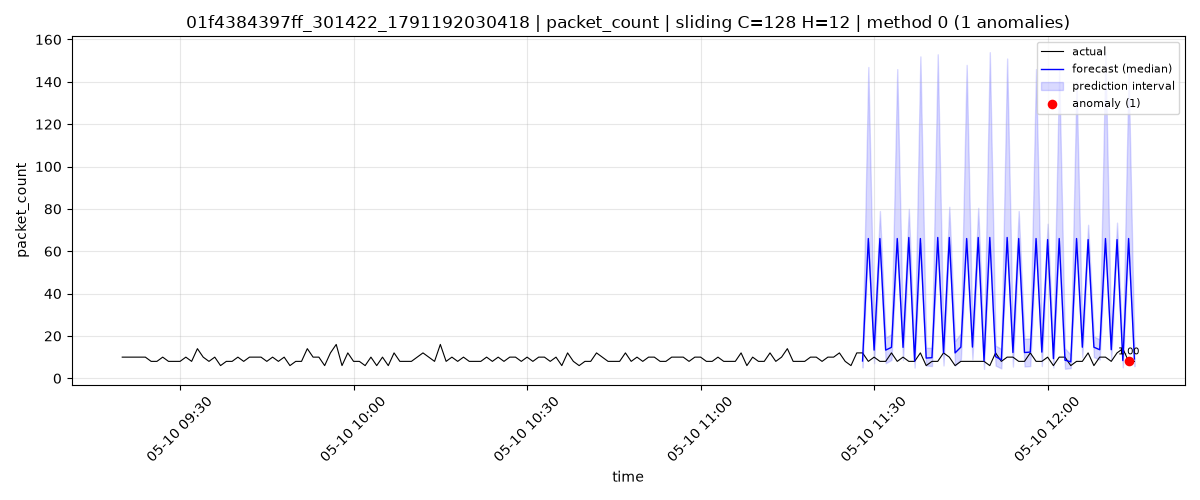 01f4384397ff_301422_1791192030418 | packet_count | sliding C=128 H=12 | method 0 (1 anomalies)
160
140
120
100
80
60
40
20
0
packet_count
actual
forecast (median)
prediction interval
anomaly (1)
05-10 09:30
05-10 10:00
05-10 10:30
05-10 11:00
05-10 11:30
05-10 12:00
time